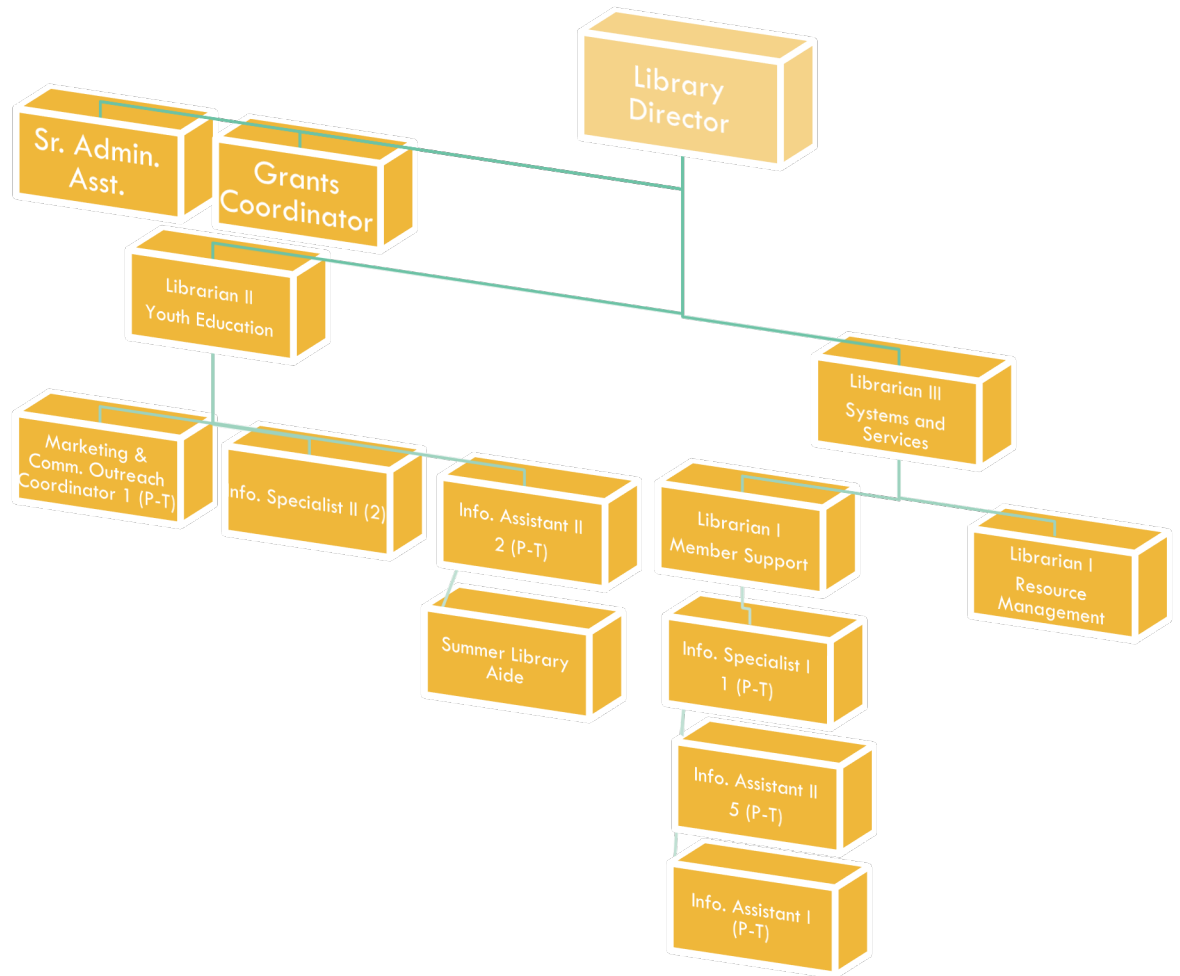 Library
Director
Sr. Admin.
Asst.
Grants
Coordinator
Librarian II
Youth Education
Librarian III
Systems and
Services
Marketing &
Comm. Outreach
Coordinator 1 (P-T)
Info. Specialist II (2)
Info. Assistant II
2 (P-T)
Librarian I
Member Support
Librarian I
Resource
Management
Summer Library
Aide
Info. Specialist I
1 (P-T)
Info. Assistant II
5 (P-T)
Info. Assistant I
(P-T)